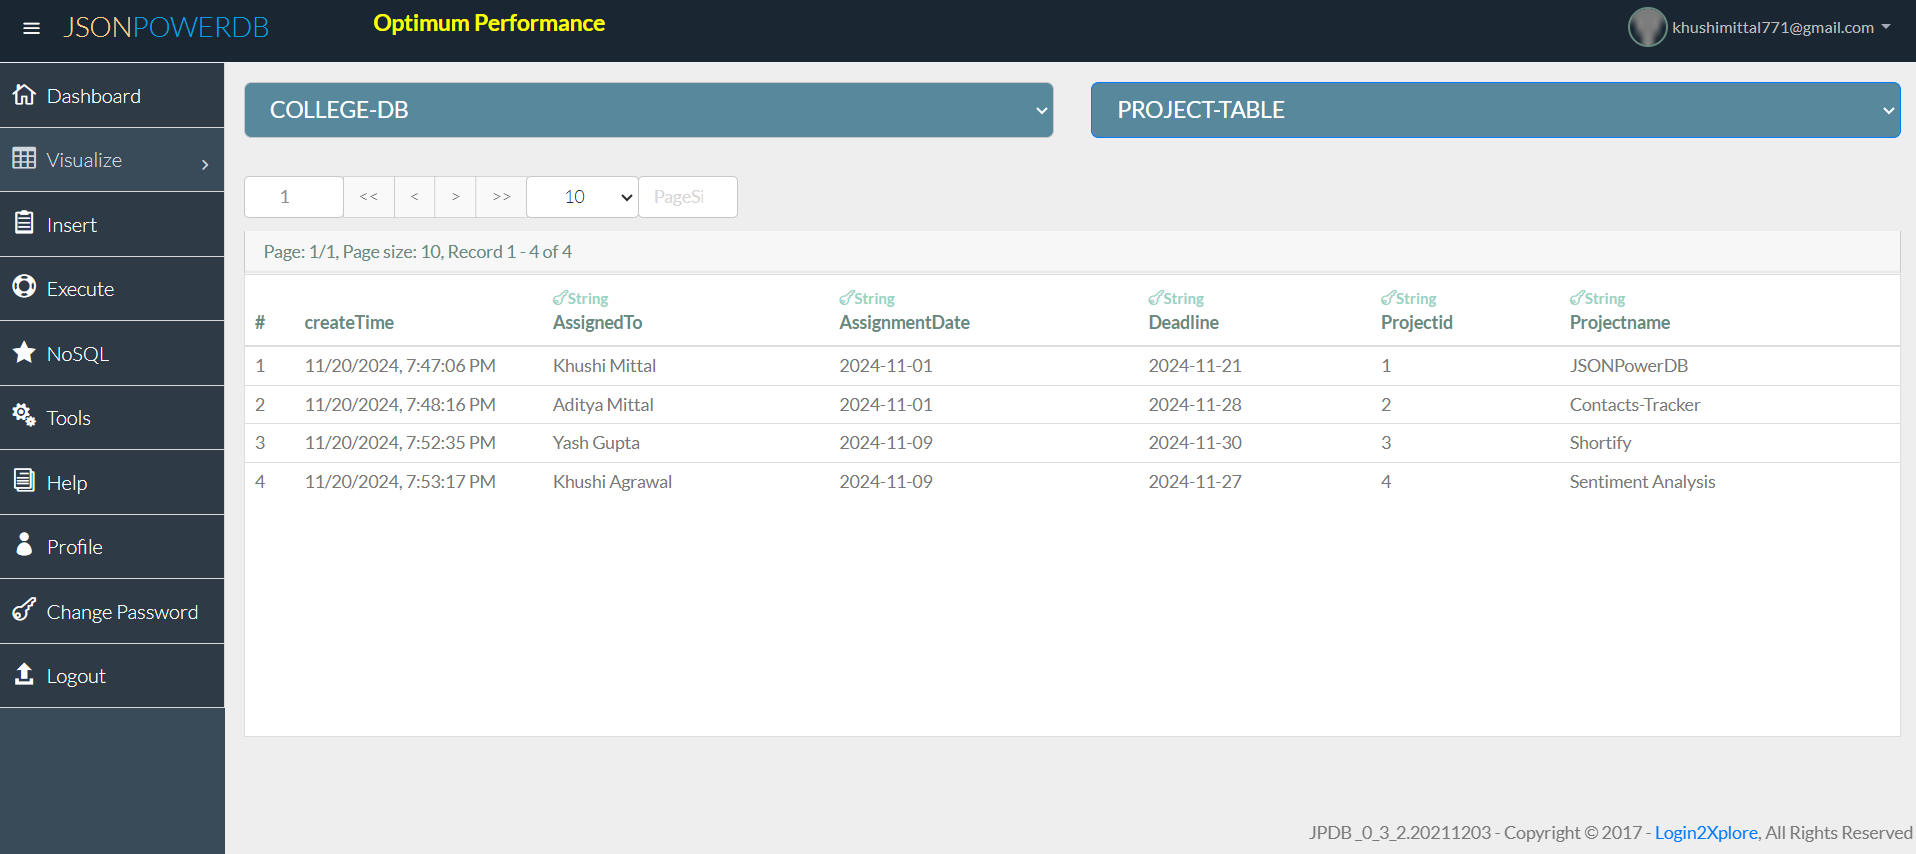 JSONPOWERDB
Optimum Performance
khushimittal771@gmail.com
Dashboard
Visualize
Insert
Execute
NoSQL
Tools
Help
Profile
Change Password
Logout
COLLEGE-DB
PROJECT-TABLE
1 << < > >> 10 PageSi
Page: 1/1, Page size: 10, Record 1 - 4 of 4
String String String String String
# createTime AssignedTo AssignmentDate Deadline Projectid Projectname
1 11/20/2024, 7:47:06 PM Khushi Mittal 2024-11-01 2024-11-21 1 JSONPowerDB
2 11/20/2024, 7:48:16 PM Aditya Mittal 2024-11-01 2024-11-28 2 Contacts-Tracker
3 11/20/2024, 7:52:35 PM Yash Gupta 2024-11-09 2024-11-30 3 Shortify
4 11/20/2024, 7:53:17 PM Khushi Agrawal 2024-11-09 2024-11-27 4 Sentiment Analysis
JPDB_0_3_2.20211203 - Copyright © 2017 - Login2Xplore, All Rights Reserved